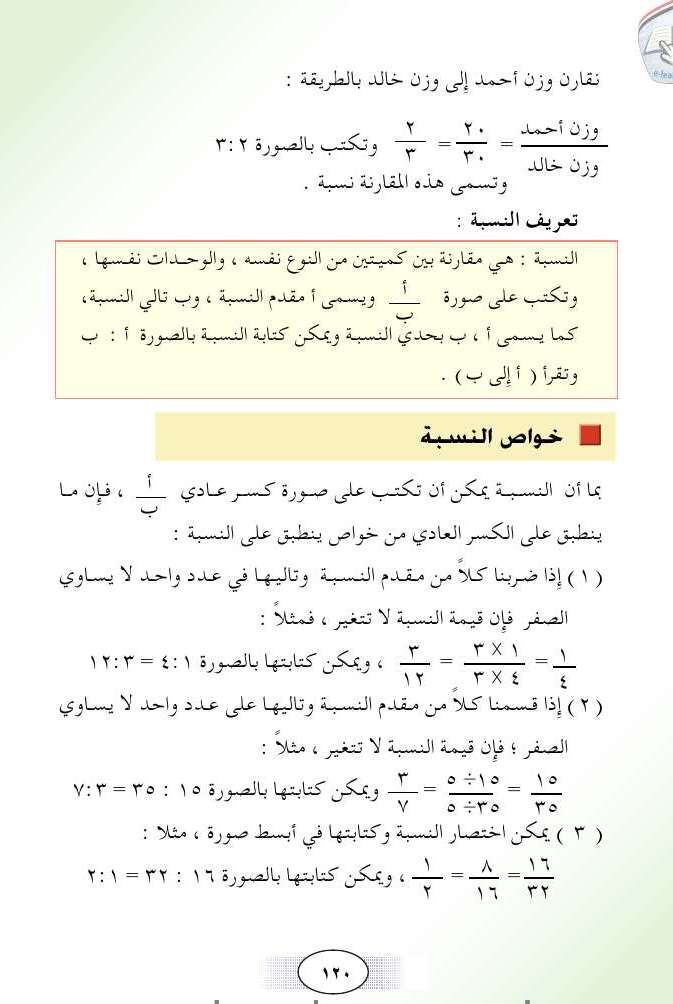 e-lea
نقارن وزن أحمد إلى وزن خالد بالطريقة :
وزن أحمد / وزن خالد = ٢٠ / ٣٠ = ٢ / ٣ وتكتب بالصورة ٣:٢
وتسمى هذه المقارنة نسبة .
تعريف النسبة :
النسبة : هي مقارنة بين كميتين من النوع نفسه ، والوحدات نفسها ،
وتكتب على صورة أ / ب ويسمى أ مقدم النسبة ، وب تالي النسبة،
كما يسمى أ ، ب بحدي النسبة ويمكن كتابة النسبة بالصورة أ : ب
وتقرأ ( أ إلى ب ) .
خواص النسبة
بما أن النسبة يمكن أن تكتب على صورة كسر عادي أ / ب ، فإن ما
ينطبق على الكسر العادي من خواص ينطبق على النسبة :
( ١ ) إذا ضربنا كلاً من مقدم النسبة وتاليها في عدد واحد لا يساوي
الصفر فإن قيمة النسبة لا تتغير ، فمثلاً :
١ / ٤ = ١ × ٣ / ٤ × ٣ = ٣ / ١٢ ، ويمكن كتابتها بالصورة ٤:١ = ١٢:٣
( ٢ ) إذا قسمنا كلاً من مقدم النسبة وتاليها على عدد واحد لا يساوي
الصفر ؛ فإن قيمة النسبة لا تتغير ، مثلاً :
١٥ / ٣٥ = ١٥ ÷ ٥ / ٣٥ ÷ ٥ = ٣ / ٧ ويمكن كتابتها بالصورة ١٥ : ٣٥ = ٧:٣
( ٣ ) يمكن اختصار النسبة وكتابتها في أبسط صورة ، مثلا :
١٦ / ٣٢ = ٨ / ١٦ = ١ / ٢ ، ويمكن كتابتها بالصورة ١٦ : ٣٢ = ٢:١
١٢٠